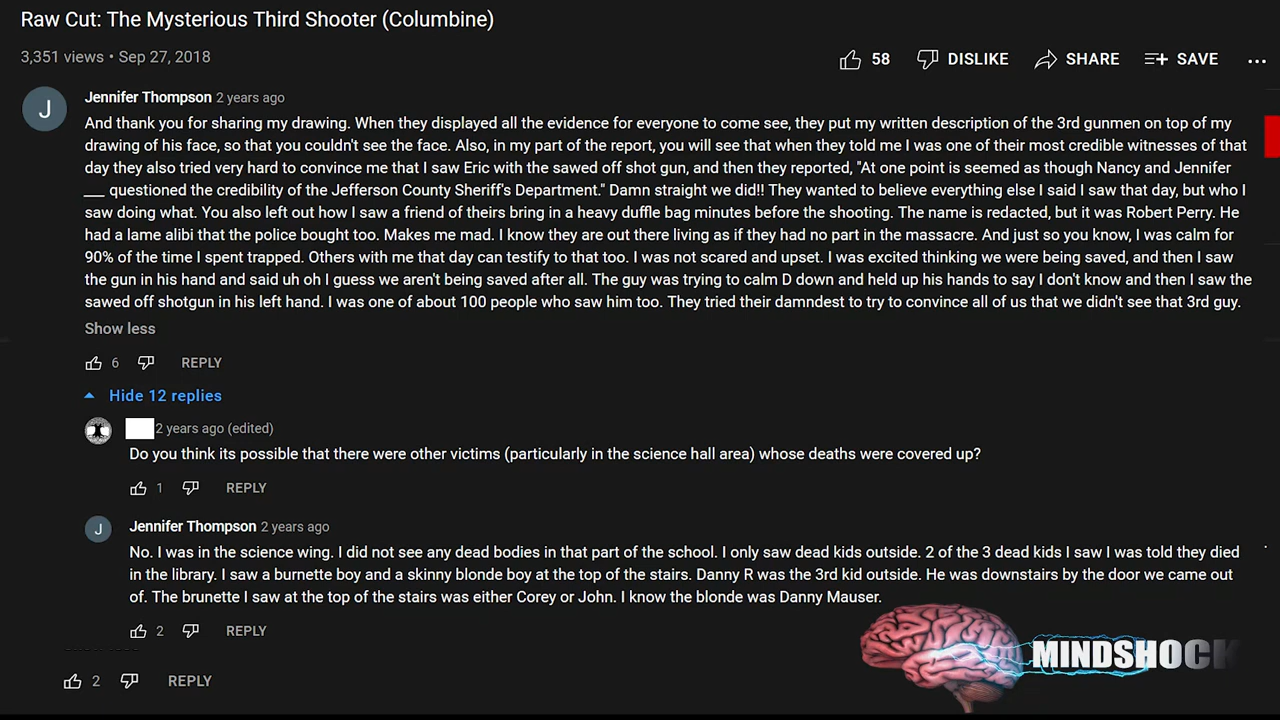 Raw Cut: The Mysterious Third Shooter (Columbine)
3,351 views • Sep 27, 2018
58 DISLIKE SHARE SAVE ...
J
Jennifer Thompson 2 years ago
And thank you for sharing my drawing. When they displayed all the evidence for everyone to come see, they put my written description of the 3rd gunmen on top of my
drawing of his face, so that you couldn't see the face. Also, in my part of the report, you will see that when they told me I was one of their most credible witnesses of that
day they also tried very hard to convince me that I saw Eric with the sawed off shot gun, and then they reported, "At one point is seemed as though Nancy and Jennifer
___ questioned the credibility of the Jefferson County Sheriff's Department." Damn straight we did!! They wanted to believe everything else I said I saw that day, but who I
saw doing what. You also left out how I saw a friend of theirs bring in a heavy duffle bag minutes before the shooting. The name is redacted, but it was Robert Perry. He
had a lame alibi that the police bought too. Makes me mad. I know they are out there living as if they had no part in the massacre. And just so you know, I was calm for
90% of the time I spent trapped. Others with me that day can testify to that too. I was not scared and upset. I was excited thinking we were being saved, and then I saw
the gun in his hand and said uh oh I guess we aren't being saved after all. The guy was trying to calm D down and held up his hands to say I don't know and then I saw the
sawed off shotgun in his left hand. I was one of about 100 people who saw him too. They tried their damndest to try to convince all of us that we didn't see that 3rd guy.
Show less
6 REPLY
Hide 12 replies
2 years ago (edited)
Do you think its possible that there were other victims (particularly in the science hall area) whose deaths were covered up?
1 REPLY
J
Jennifer Thompson 2 years ago
No. I was in the science wing. I did not see any dead bodies in that part of the school. I only saw dead kids outside. 2 of the 3 dead kids I saw I was told they died
in the library. I saw a burnette boy and a skinny blonde boy at the top of the stairs. Danny R was the 3rd kid outside. He was downstairs by the door we came out
of. The brunette I saw at the top of the stairs was either Corey or John. I know the blonde was Danny Mauser.
2 REPLY
MINDSHOCK
2 REPLY